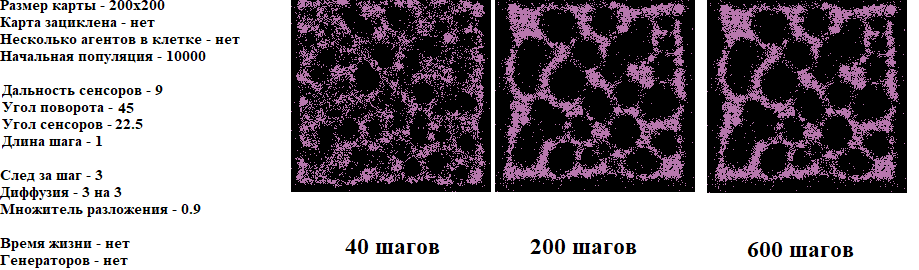 Размер карты - 200x200
Карта зациклена - нет
Несколько агентов в клетке - нет
Начальная популяция - 10000
Дальность сенсоров - 9
Угол поворота - 45
Угол сенсоров - 22.5
Длина шага - 1
След за шаг - 3
Диффузия - 3 на 3
Множитель разложения - 0.9
Время жизни - нет
Генераторов - нет
40 шагов
200 шагов
600 шагов